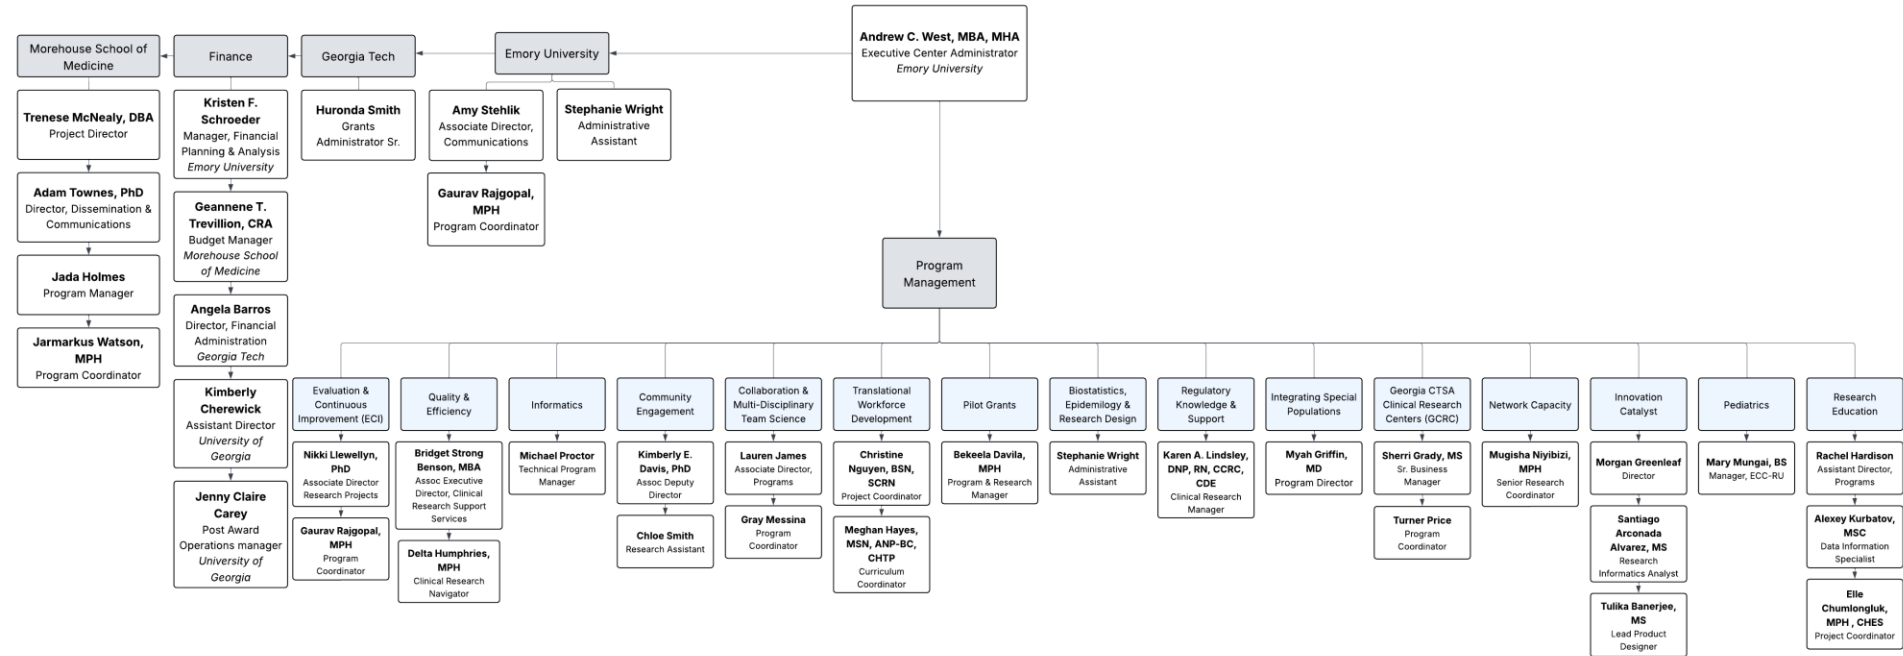 Andrew C. West, MBA, MHA
Executive Center Administrator
Emory University
Morehouse School of
Medicine
Finance
Georgia Tech
Emory University
Trenese McNealy, DBA
Project Director
Adam Townes, PhD
Director, Dissemination &
Communications
Jada Holmes
Program Manager
Jarmarkus Watson,
MPH
Program Coordinator
Kristen F.
Schroeder
Manager, Financial
Planning & Analysis
Emory University
Geannene T.
Trevillion, CRA
Budget Manager
Morehouse School
of Medicine
Angela Barros
Director, Financial
Administration
Georgia Tech
Kimberly
Cherewick
Assistant Director
University of
Georgia
Jenny Claire
Carey
Post Award
Operations manager
University of
Georgia
Huronda Smith
Grants
Administrator Sr.
Amy Stehlik
Associate Director,
Communications
Gaurav Rajgopal,
MPH
Program Coordinator
Stephanie Wright
Administrative
Assistant
Program
Management
Evaluation &
Continuous
Improvement (ECI)
Nikki Llewellyn,
PhD
Associate Director
Research Projects
Gaurav Rajgopal,
MPH
Program
Coordinator
Quality &
Efficiency
Bridget Strong
Benson, MBA
Assoc Executive
Director, Clinical
Research Support
Services
Delta Humphries,
MPH
Clinical Research
Navigator
Informatics
Michael Proctor
Technical Program
Manager
Community
Engagement
Kimberly E.
Davis, PhD
Assoc Deputy
Director
Chloe Smith
Research Assistant
Collaboration &
Multi-Disciplinary
Team Science
Lauren James
Associate Director,
Programs
Gray Messina
Program
Coordinator
Translational
Workforce
Development
Christine
Nguyen, BSN,
SCRN
Project Coordinator
Meghan Hayes,
MSN, ANP-BC,
CHTP
Curriculum
Coordinator
Pilot Grants
Bekeela Davila,
MPH
Program & Research
Manager
Biostatistics,
Epidemilogy &
Research Design
Stephanie Wright
Administrative
Assistant
Regulatory
Knowledge &
Support
Karen A. Lindsley,
DNP, RN, CCRC,
CDE
Clinical Research
Manager
Integrating Special
Populations
Myah Griffin,
MD
Program Director
Georgia CTSA
Clinical Research
Centers (GCRC)
Sherri Grady, MS
Sr. Business
Manager
Turner Price
Program
Coordinator
Network Capacity
Mugisha Niyibizi,
MPH
Senior Research
Coordinator
Innovation
Catalyst
Morgan Greenleaf
Director
Santiago
Arconada
Alvarez, MS
Research
Informatics Analyst
Tulika Banerjee,
MS
Lead Product
Designer
Pediatrics
Mary Mungai, BS
Manager, ECC-RU
Research
Education
Rachel Hardison
Assistant Director,
Programs
Alexey Kurbatov,
MSC
Data Information
Specialist
Elle
Chumlongluk,
MPH , CHES
Project Coordinator